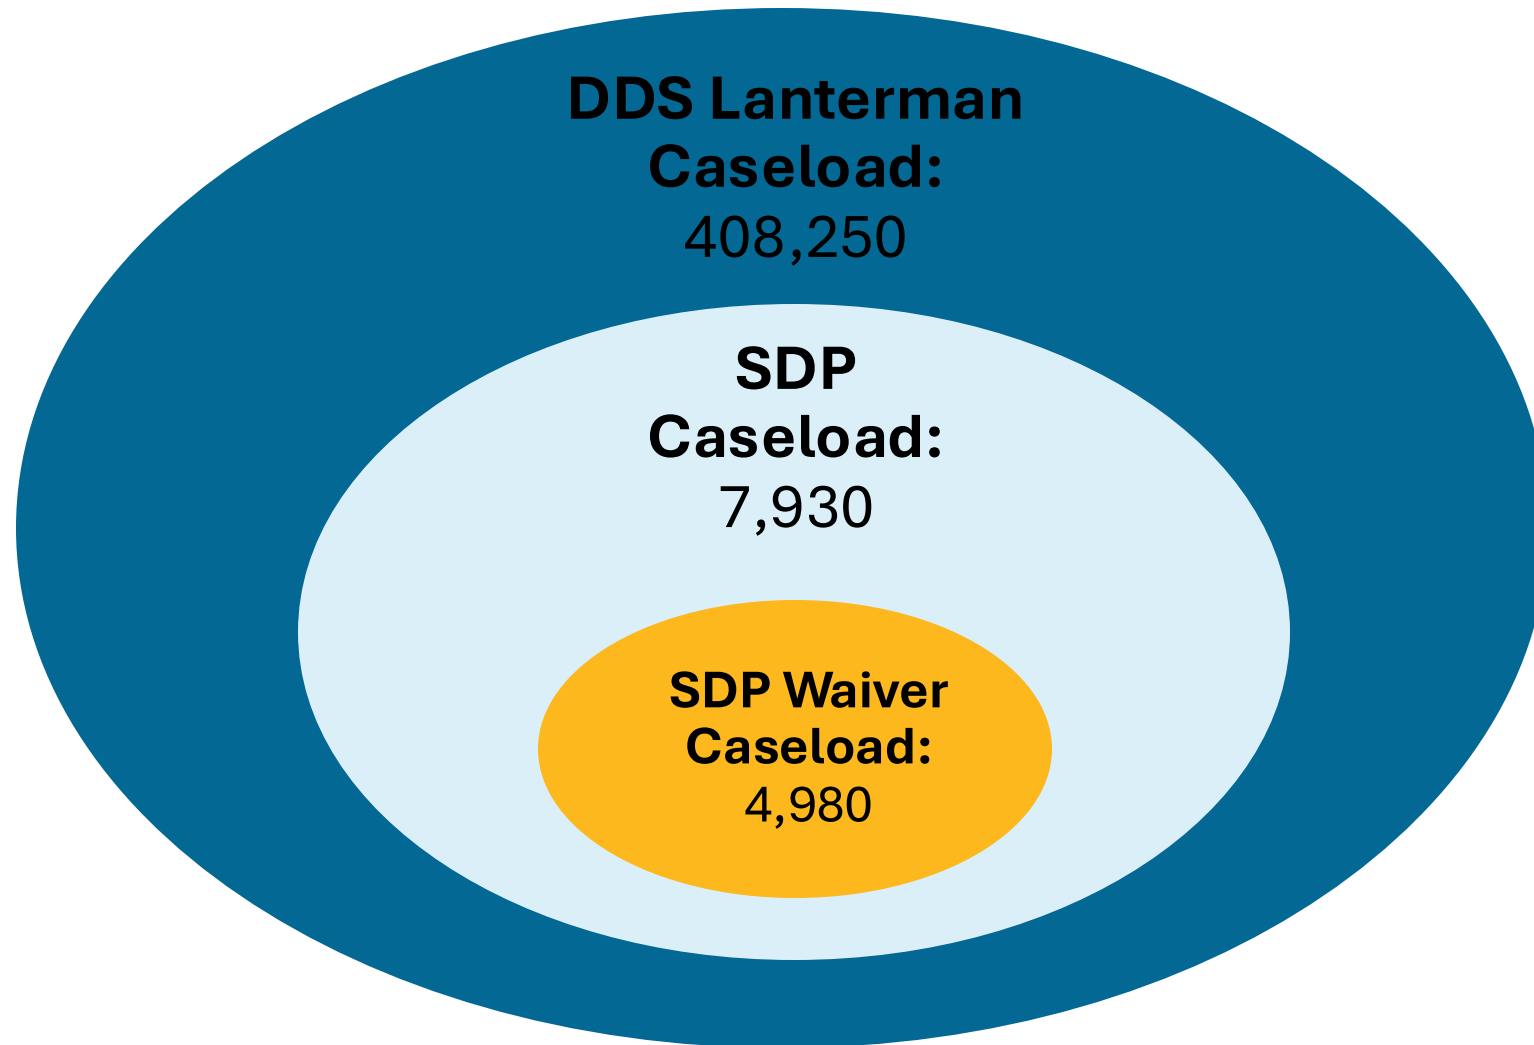 DDS Lanterman
Caseload:
408,250
SDP
Caseload:
7,930
SDP Waiver
Caseload:
4,980